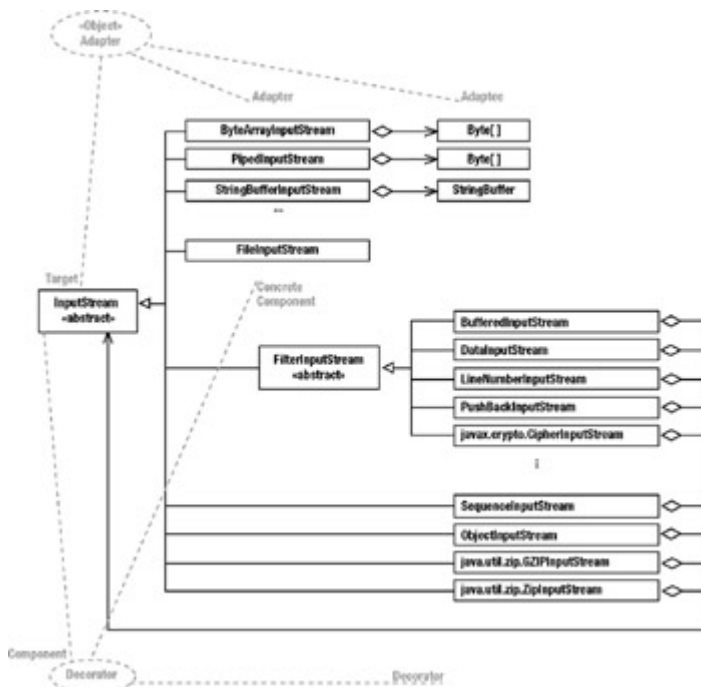 «Object»
Adapter
Adapter
Adaptee
ByteArrayInputStream
Byte[ ]
PipedInputStream
Byte[ ]
StringBufferInputStream
StringBuffer
...
FileInputStream
Target
Concrete
Component
InputStream
«abstract»
BufferedInputStream
FilterInputStream
«abstract»
DataInputStream
LineNumberInputStream
PushBackInputStream
javax.crypto.CipherInputStream
SequenceInputStream
ObjectInputStream
java.util.zip.GZIPInputStream
java.util.zip.ZipInputStream
Component
Decorator
Decorator